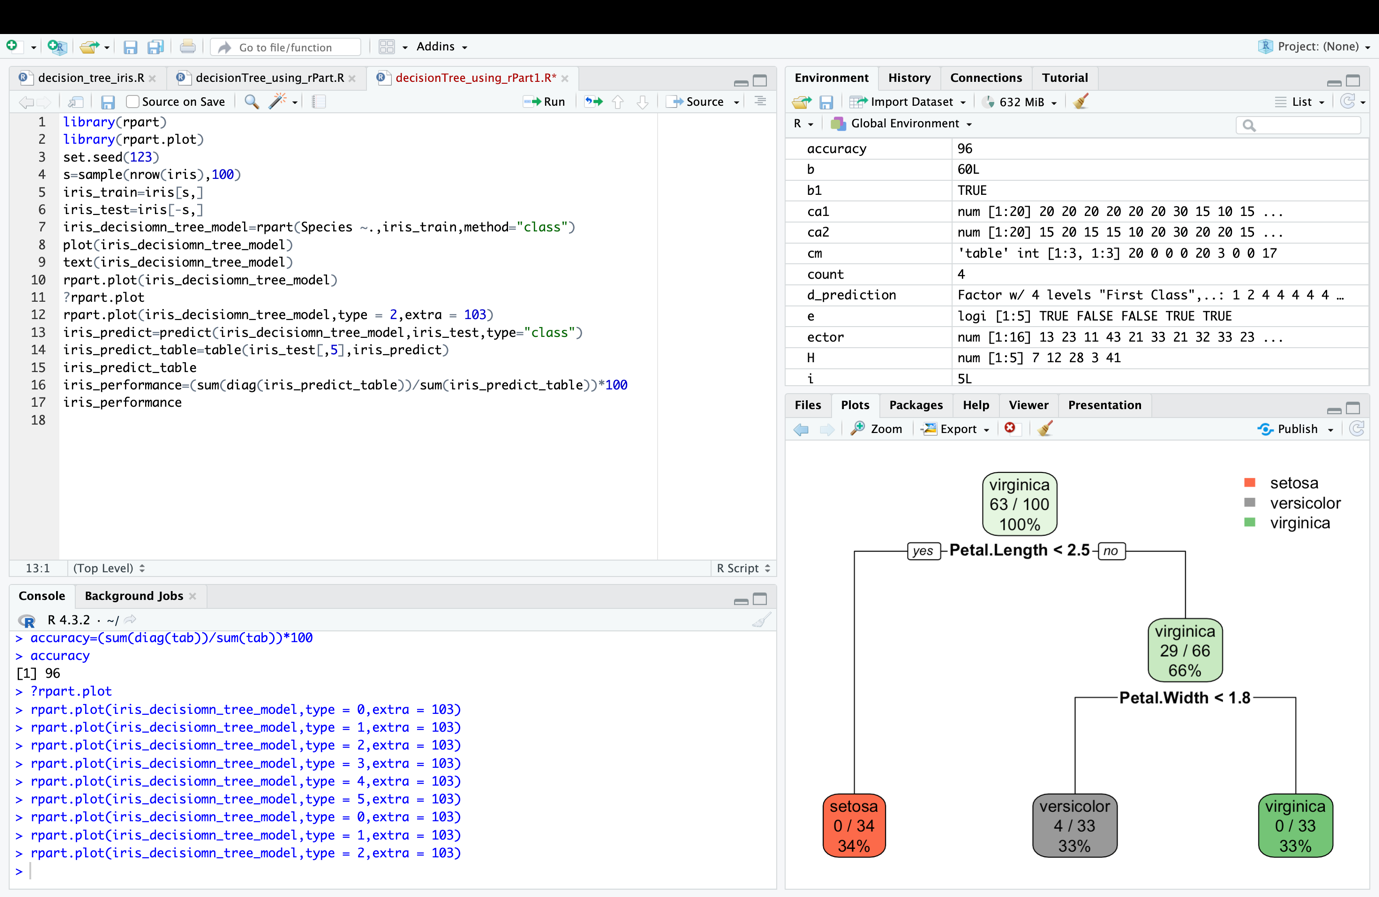 Go to file/function
Addins
Project: (None)
decision_tree_iris.R
decisionTree_using_rPart.R
decisionTree_using_rPart1.R*
Source on Save
Run
Source
1 library(rpart)
2 library(rpart.plot)
3 set.seed(123)
4 s=sample(nrow(iris),100)
5 iris_train=iris[s,]
6 iris_test=iris[-s,]
7 iris_decisiomn_tree_model=rpart(Species ~.,iris_train,method="class")
8 plot(iris_decisiomn_tree_model)
9 text(iris_decisiomn_tree_model)
10 rpart.plot(iris_decisiomn_tree_model)
11 ?rpart.plot
12 rpart.plot(iris_decisiomn_tree_model,type = 2,extra = 103)
13 iris_predict=predict(iris_decisiomn_tree_model,iris_test,type="class")
14 iris_predict_table=table(iris_test[,5],iris_predict)
15 iris_predict_table
16 iris_performance=(sum(diag(iris_predict_table))/sum(iris_predict_table))*100
17 iris_performance
18
13:1 (Top Level) R Script
Console Background Jobs
R 4.3.2 · ~/
> accuracy=(sum(diag(tab))/sum(tab))*100
> accuracy
[1] 96
> ?rpart.plot
> rpart.plot(iris_decisiomn_tree_model,type = 0,extra = 103)
> rpart.plot(iris_decisiomn_tree_model,type = 1,extra = 103)
> rpart.plot(iris_decisiomn_tree_model,type = 2,extra = 103)
> rpart.plot(iris_decisiomn_tree_model,type = 3,extra = 103)
> rpart.plot(iris_decisiomn_tree_model,type = 4,extra = 103)
> rpart.plot(iris_decisiomn_tree_model,type = 5,extra = 103)
> rpart.plot(iris_decisiomn_tree_model,type = 0,extra = 103)
> rpart.plot(iris_decisiomn_tree_model,type = 1,extra = 103)
> rpart.plot(iris_decisiomn_tree_model,type = 2,extra = 103)
>
Environment History Connections Tutorial
Import Dataset 632 MiB List
R Global Environment
accuracy 96
b 60L
b1 TRUE
ca1 num [1:20] 20 20 20 20 20 20 30 15 10 15 ...
ca2 num [1:20] 15 20 15 15 10 20 30 20 20 15 ...
cm 'table' int [1:3, 1:3] 20 0 0 0 20 3 0 0 17
count 4
d_prediction Factor w/ 4 levels "First Class",..: 1 2 4 4 4 4 4 …
e logi [1:5] TRUE FALSE FALSE TRUE TRUE
ector num [1:16] 13 23 11 43 21 33 21 32 33 23 ...
H num [1:5] 7 12 28 3 41
i 5L
Files Plots Packages Help Viewer Presentation
Zoom Export Publish
virginica
63 / 100
100%
setosa
versicolor
virginica
yes Petal.Length < 2.5 no
virginica
29 / 66
66%
Petal.Width < 1.8
setosa
0 / 34
34%
versicolor
4 / 33
33%
virginica
0 / 33
33%